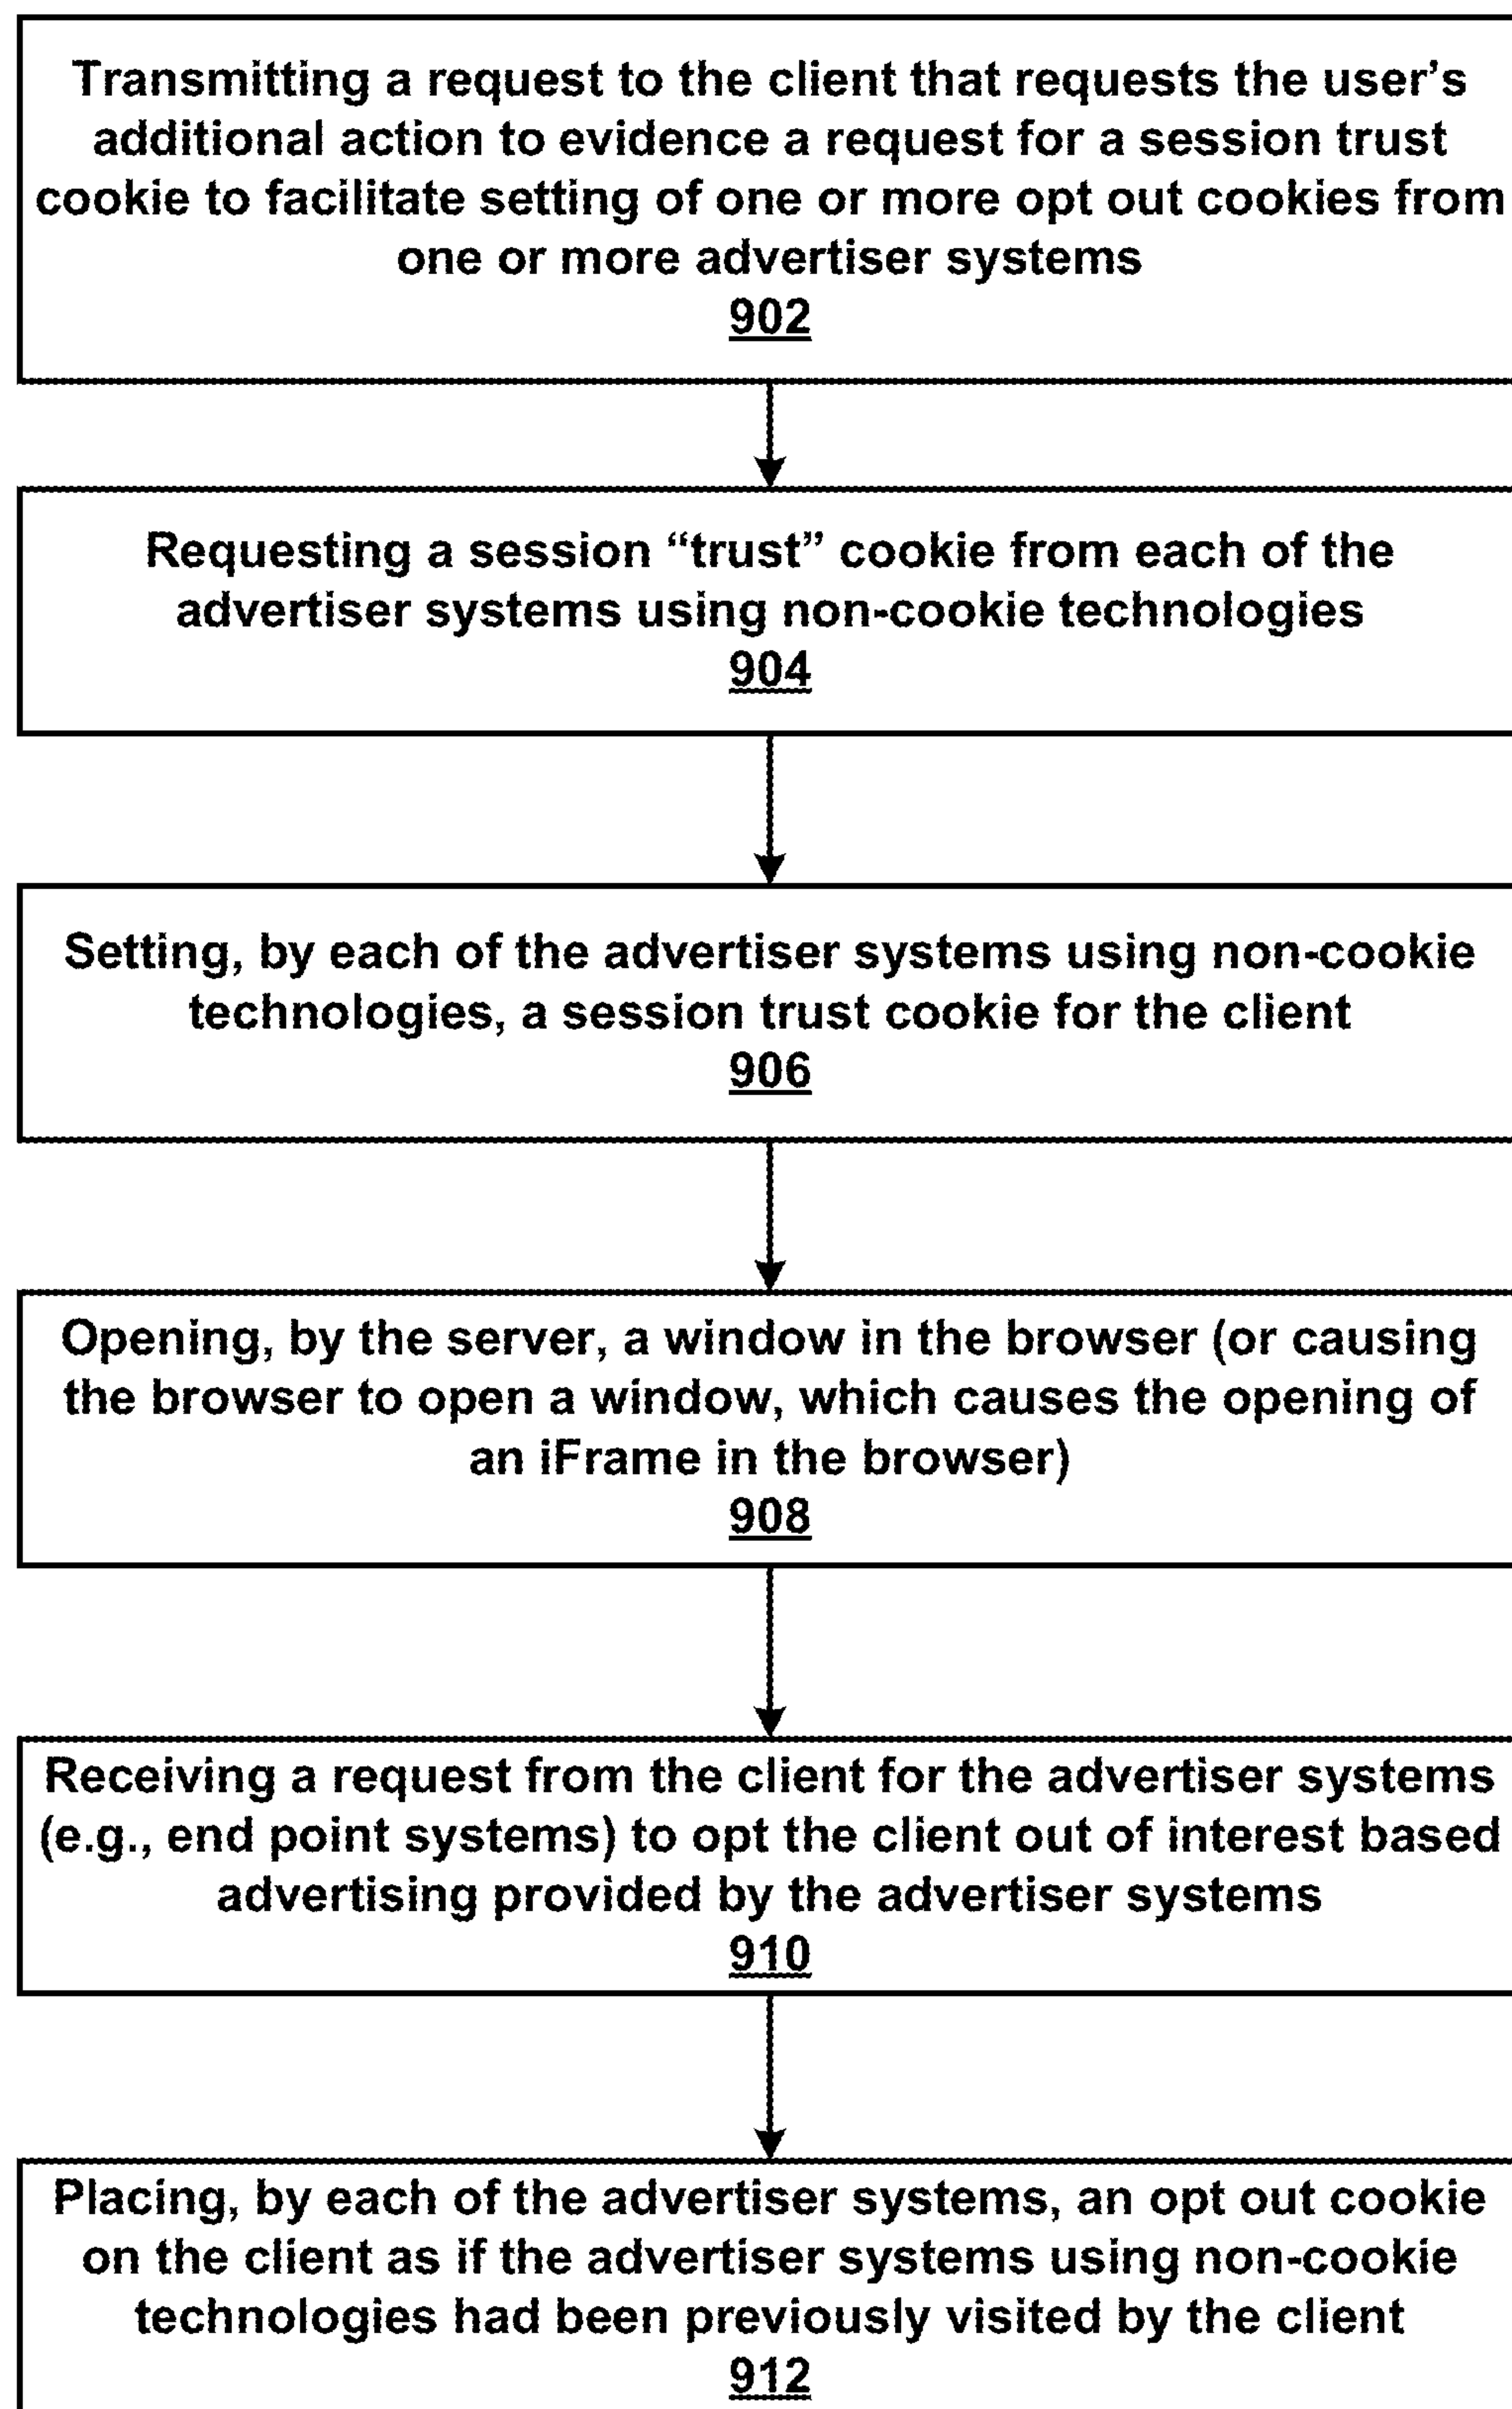 Transmitting a request to the client that requests the user’s
additional action to evidence a request for a session trust
cookie to facilitate setting of one or more opt out cookies from
one or more advertiser systems
902
Requesting a session “trust” cookie from each of the
advertiser systems using non-cookie technologies
904
Setting, by each of the advertiser systems using non-cookie
technologies, a session trust cookie for the client
906
Opening, by the server, a window in the browser (or causing
the browser to open a window, which causes the opening of
an iFrame in the browser)
908
Receiving a request from the client for the advertiser systems
(e.g., end point systems) to opt the client out of interest based
advertising provided by the advertiser systems
910
Placing, by each of the advertiser systems, an opt out cookie
on the client as if the advertiser systems using non-cookie
technologies had been previously visited by the client
912